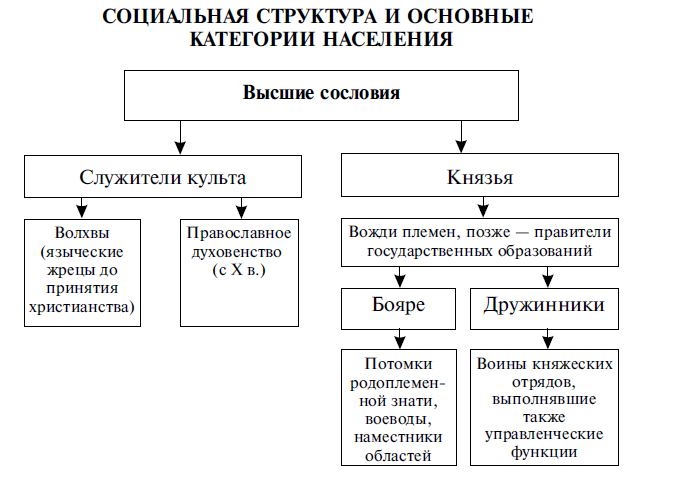 СОЦИАЛЬНАЯ СТРУКТУРА И ОСНОВНЫЕ
КАТЕГОРИИ НАСЕЛЕНИЯ
Высшие сословия
Служители культа
Князья
Волхвы
(языческие
жрецы до
принятия
христианства)
Православное
духовенство
(с X в.)
Вожди племен, позже — правители
государственных образований
Бояре
Дружинники
Потомки
родоплемен-
ной знати,
воеводы,
наместники
областей
Воины княжеских
отрядов,
выполнявшие
также
управленческие
функции